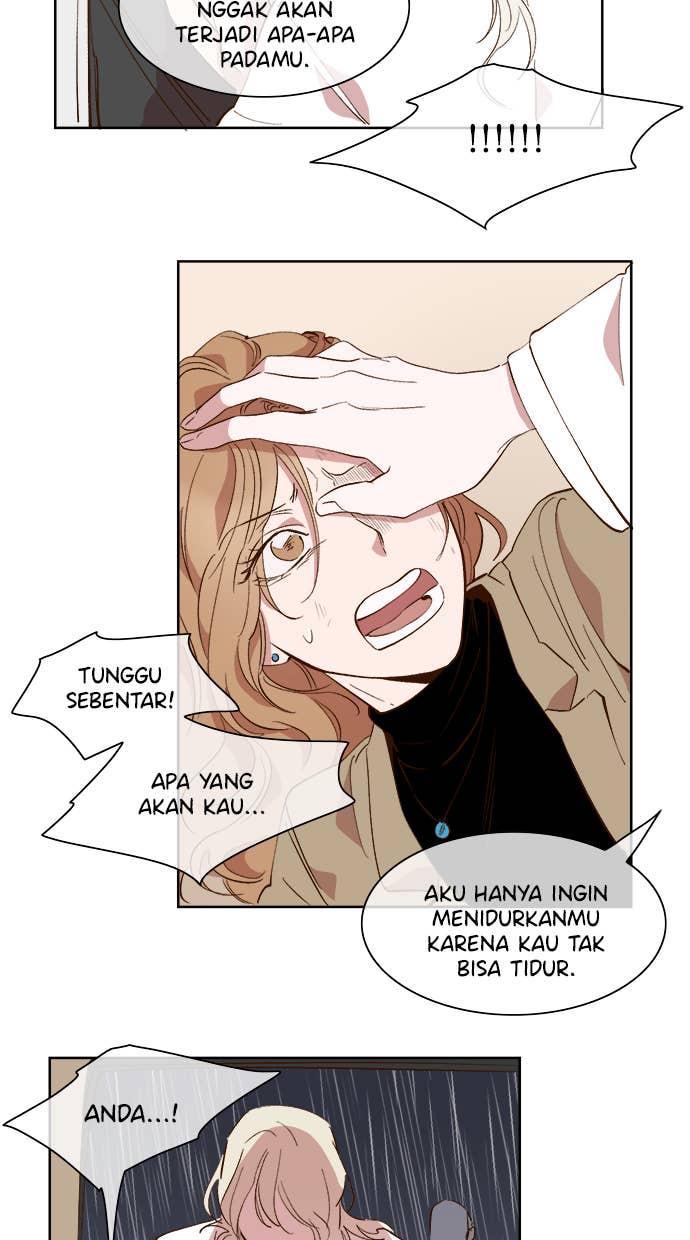 NGGAK AKAN
TERJADI APA-APA
PADAMU.
!!!!!!
TUNGGU
SEBENTAR!
APA YANG
AKAN KAU...
AKU HANYA INGIN
MENIDURKANMU
KARENA KAU TAK
BISA TIDUR.
ANDA...!